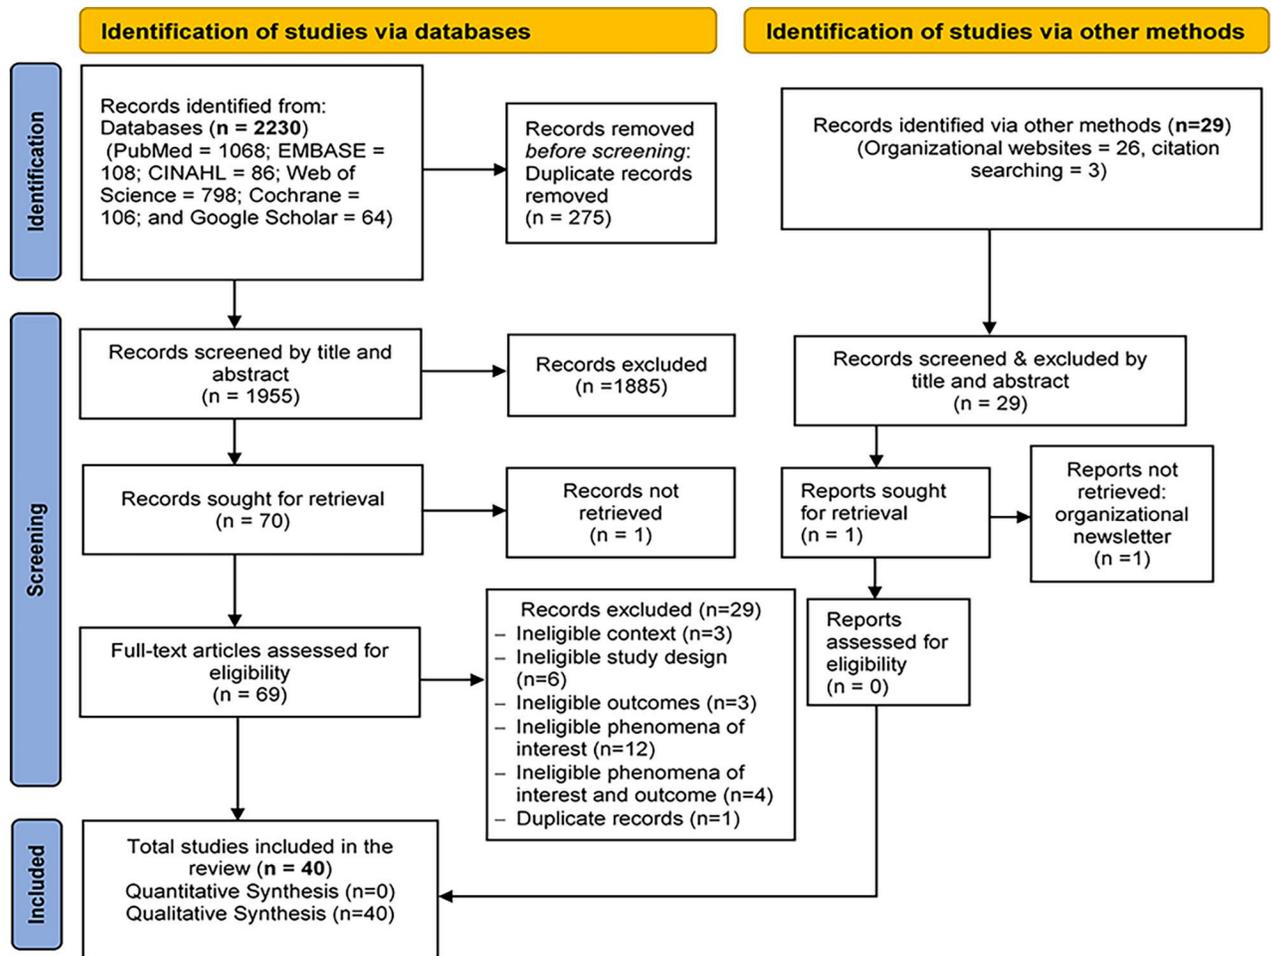 Identification of studies via databases
Identification of studies via other methods
Identification
Records identified from:
Databases (n = 2230)
(PubMed = 1068; EMBASE =
108; CINAHL = 86; Web of
Science = 798; Cochrane =
106; and Google Scholar = 64)
Records removed
before screening:
Duplicate records
removed
(n = 275)
Records identified via other methods (n=29)
(Organizational websites = 26, citation
searching = 3)
Screening
Records screened by title and
abstract
(n = 1955)
Records excluded
(n =1885)
Records screened & excluded by
title and abstract
(n = 29)
Records sought for retrieval
(n = 70)
Records not
retrieved
(n = 1)
Reports sought
for retrieval
(n = 1)
Reports not
retrieved:
organizational
newsletter
(n =1)
Full-text articles assessed for
eligibility
(n = 69)
Records excluded (n=29)
– Ineligible context (n=3)
– Ineligible study design
(n=6)
– Ineligible outcomes (n=3)
– Ineligible phenomena of
interest (n=12)
– Ineligible phenomena of
interest and outcome (n=4)
– Duplicate records (n=1)
Reports
assessed for
eligibility
(n = 0)
Included
Total studies included in the
review (n = 40)
Quantitative Synthesis (n=0)
Qualitative Synthesis (n=40)